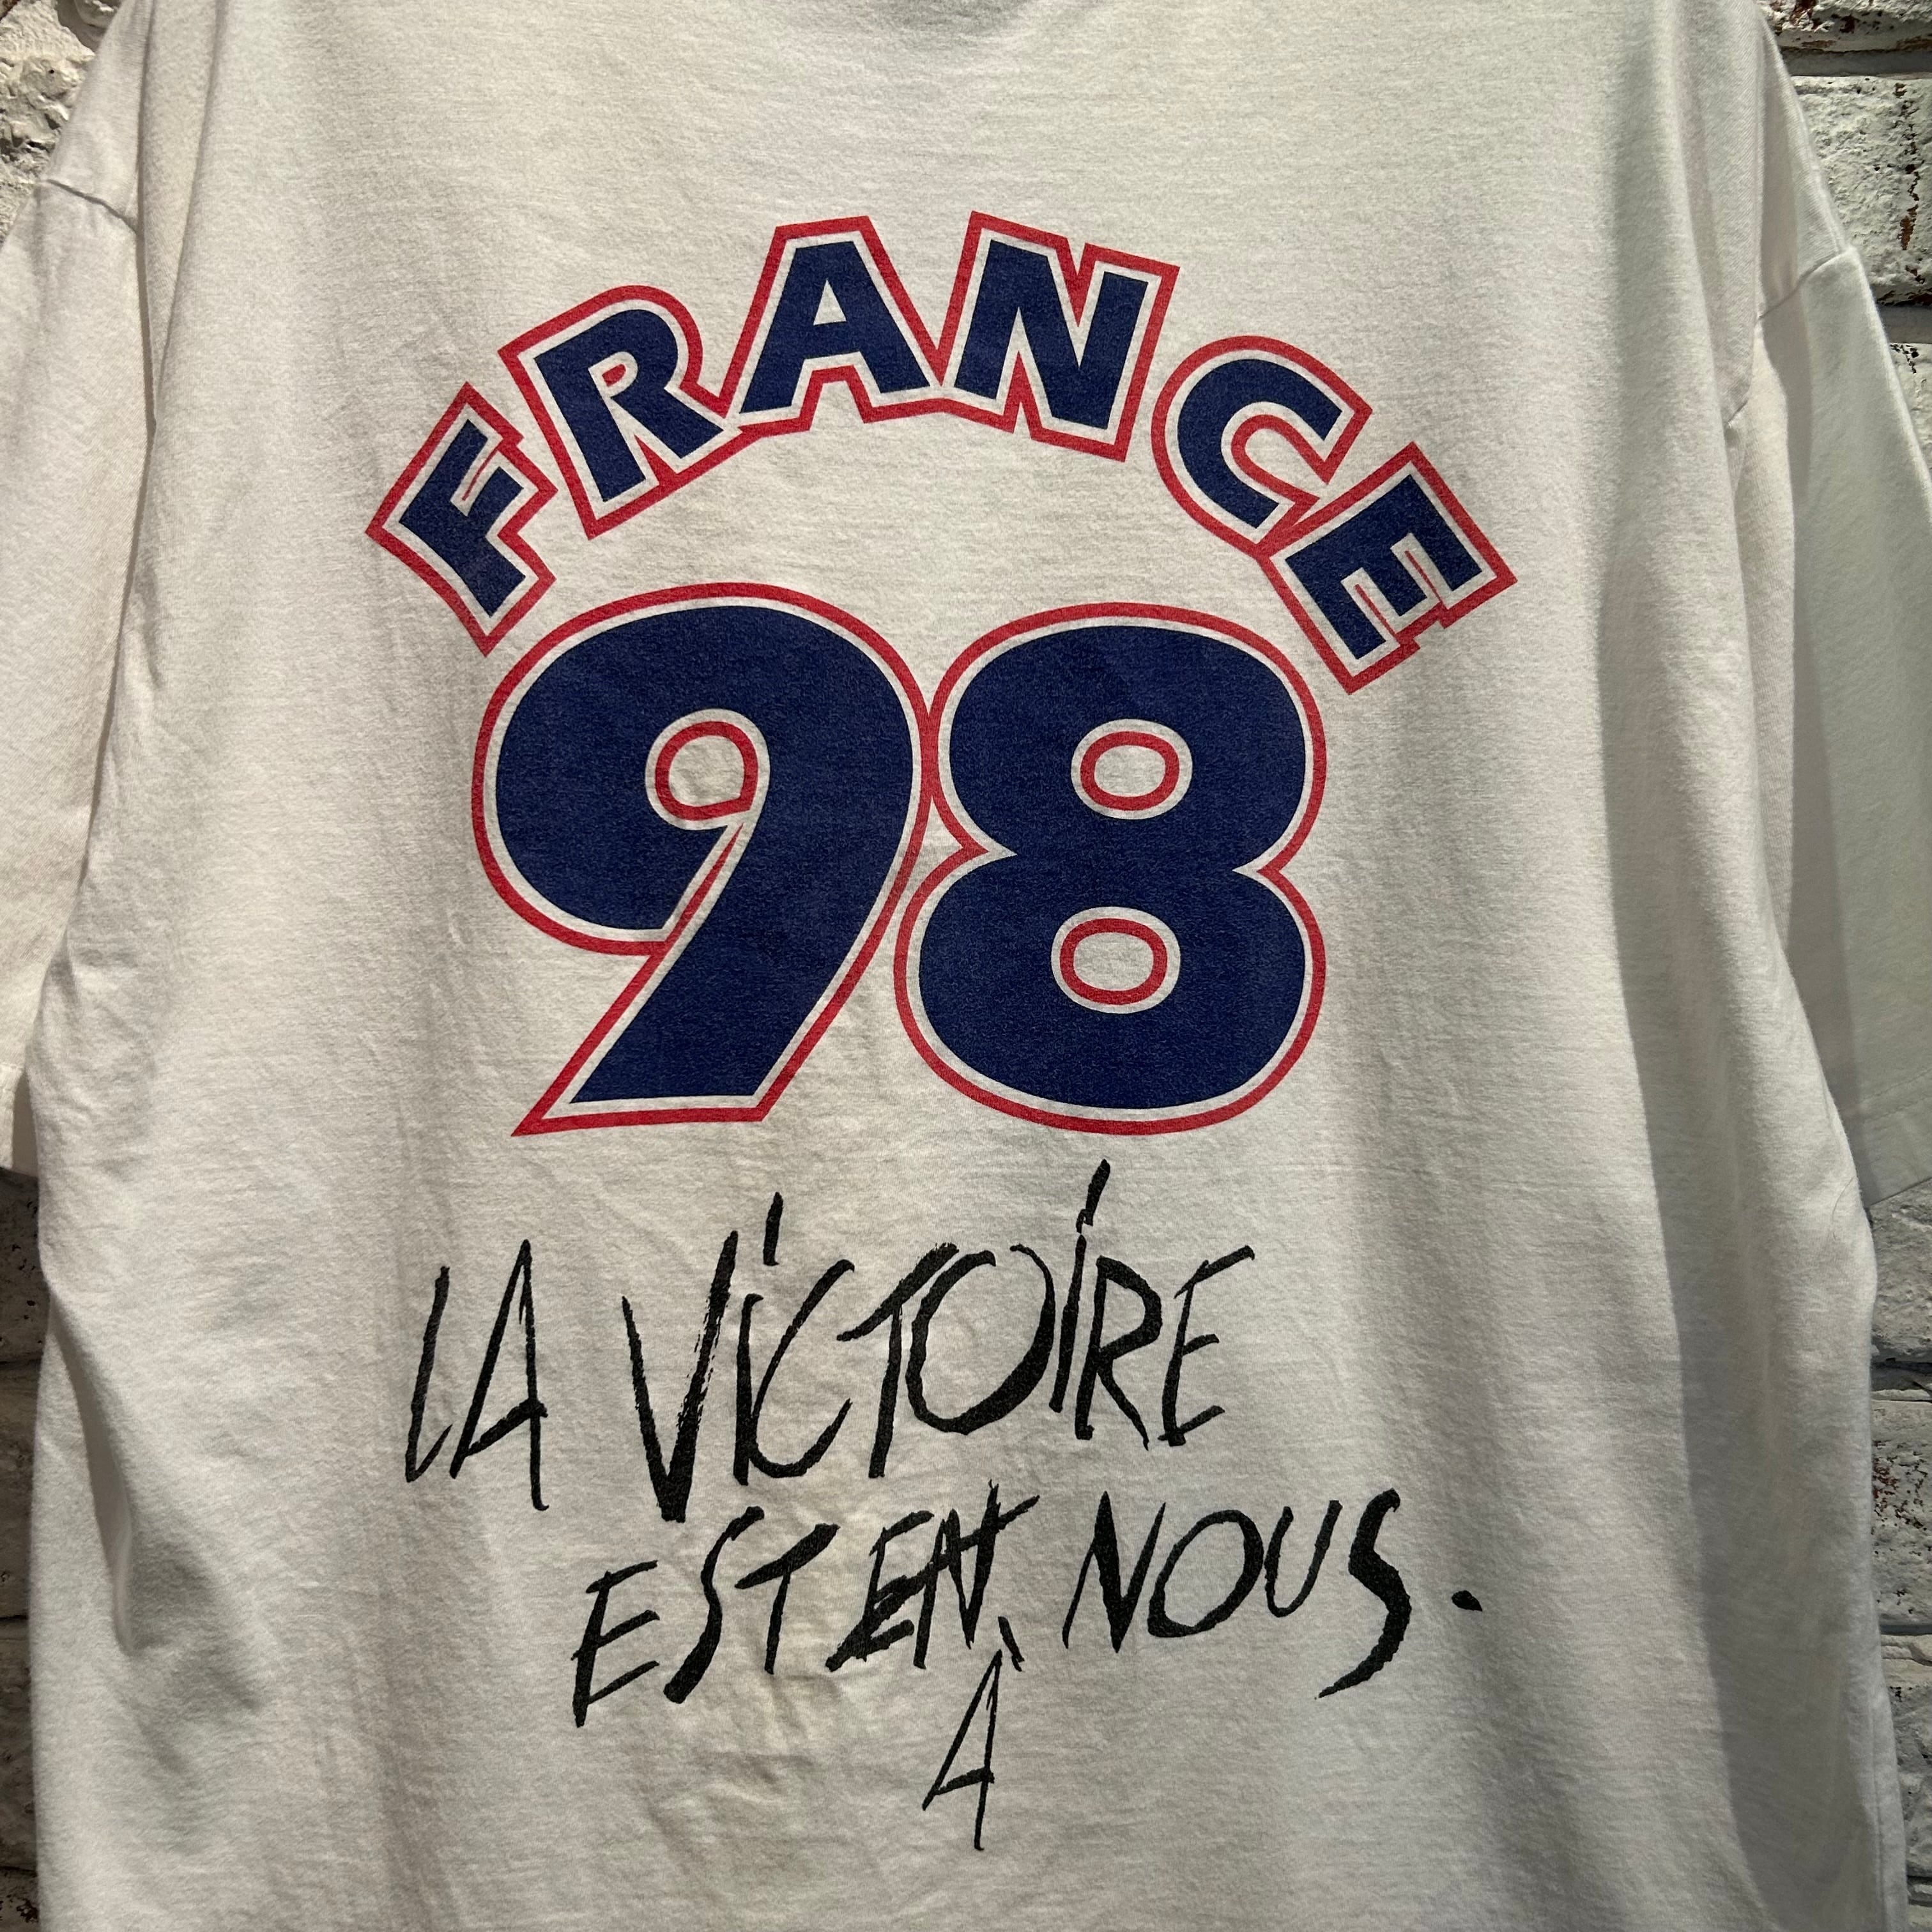 FRANCE
98
LA VICTOIRE
EST EN NOUS.
À